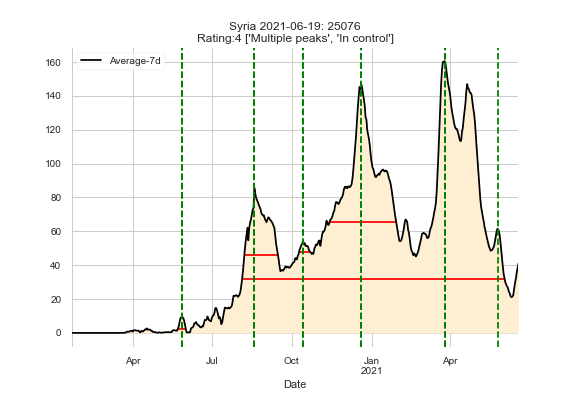 Syria 2021-06-19: 25076
Rating:4 ['Multiple peaks', 'In control']
Average-7d
160
140
120
100
80
60
40
20
0
Apr
Jul
Oct
Jan
2021
Apr
Date